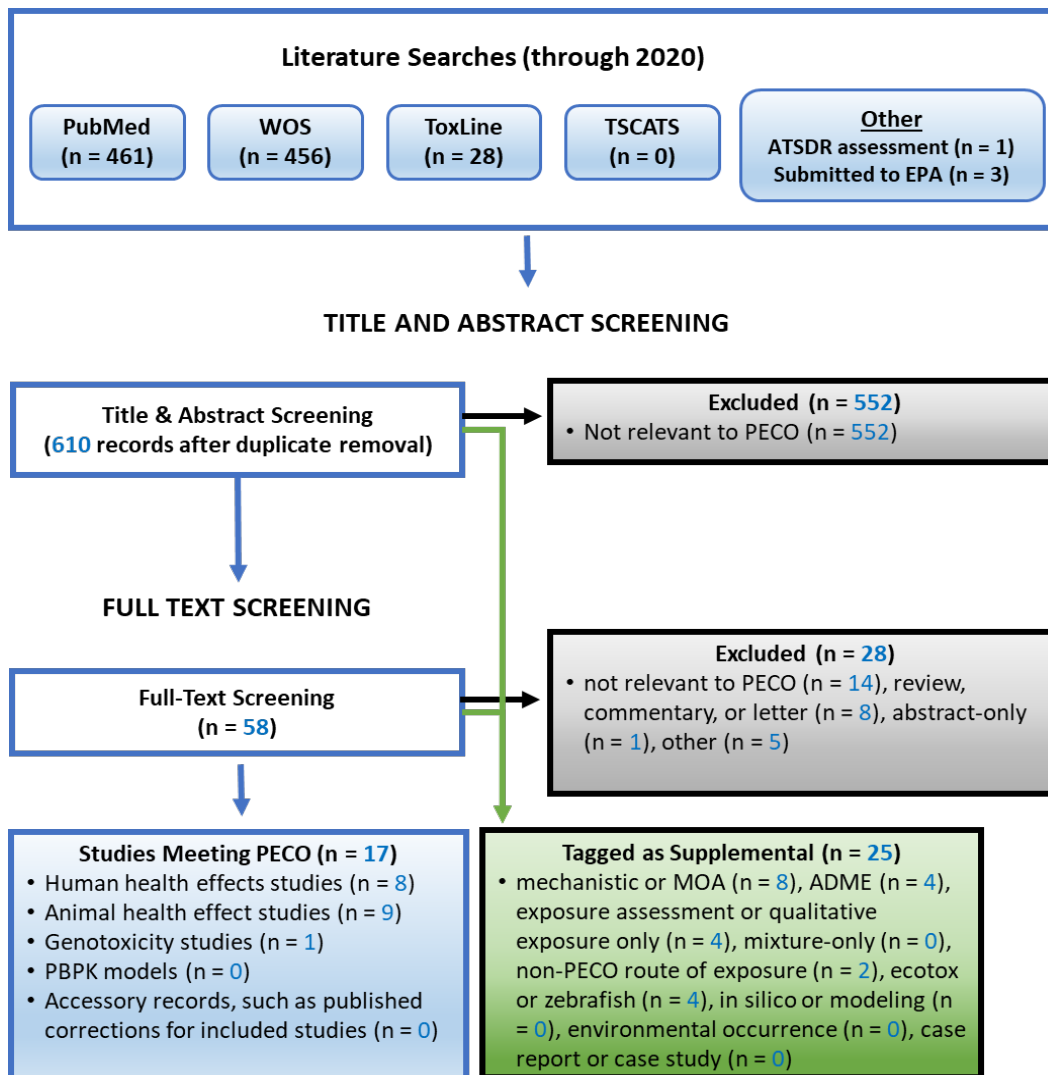 Literature Searches (through 2020)
PubMed
(n = 461)
WOS
(n = 456)
ToxLine
(n = 28)
TSCATS
(n = 0)
Other
ATSDR assessment (n = 1)
Submitted to EPA (n = 3)
TITLE AND ABSTRACT SCREENING
Title & Abstract Screening
(610 records after duplicate removal)
Excluded (n = 552)
• Not relevant to PECO (n = 552)
FULL TEXT SCREENING
Full-Text Screening
(n = 58)
Excluded (n = 28)
• not relevant to PECO (n = 14), review,
commentary, or letter (n = 8), abstract-only
(n = 1), other (n = 5)
Studies Meeting PECO (n = 17)
• Human health effects studies (n = 8)
• Animal health effect studies (n = 9)
• Genotoxicity studies (n = 1)
• PBPK models (n = 0)
• Accessory records, such as published
corrections for included studies (n = 0)
Tagged as Supplemental (n = 25)
• mechanistic or MOA (n = 8), ADME (n = 4),
exposure assessment or qualitative
exposure only (n = 4), mixture-only (n = 0),
non-PECO route of exposure (n = 2), ecotox
or zebrafish (n = 4), in silico or modeling (n
= 0), environmental occurrence (n = 0), case
report or case study (n = 0)